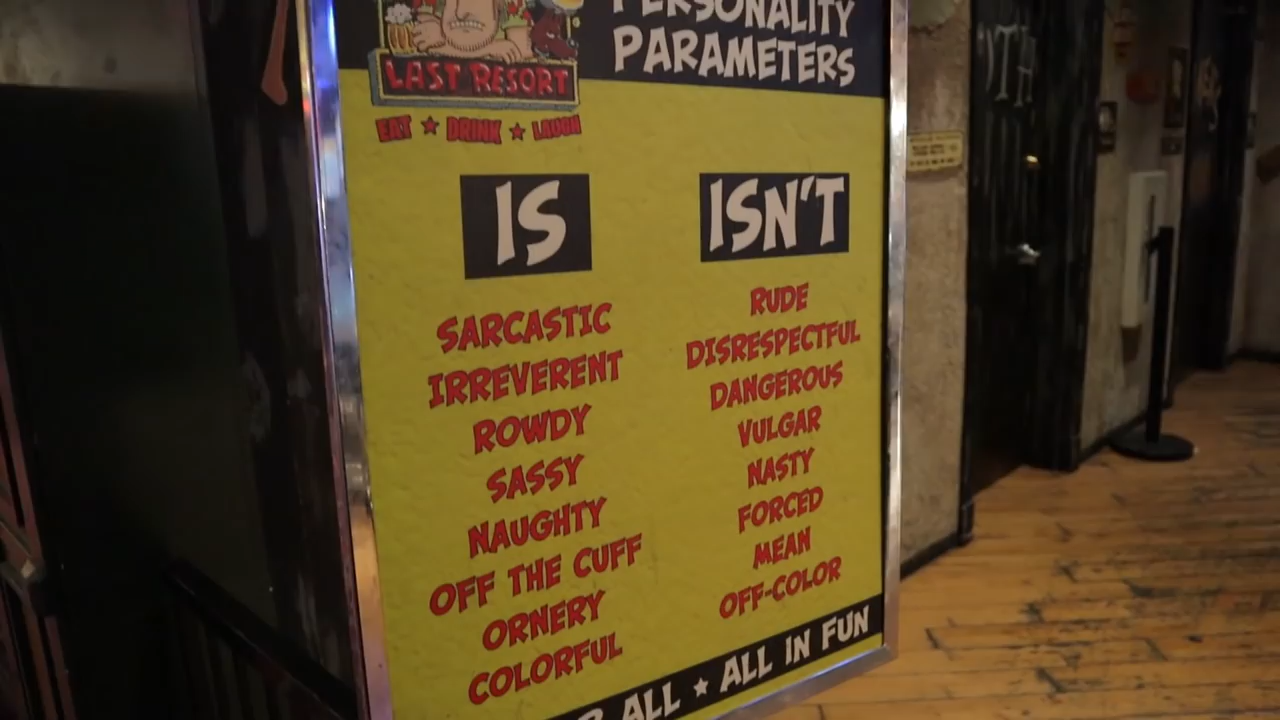 PERSONALITY
PARAMETERS
LAST RESORT
EAT ★ DRINK ★ LAUGH
IS
SARCASTIC
IRREVERENT
ROWDY
SASSY
NAUGHTY
OFF THE CUFF
ORNERY
COLORFUL
ISN'T
RUDE
DISRESPECTFUL
DANGEROUS
VULGAR
NASTY
FORCED
MEAN
OFF-COLOR
ALL ★ ALL IN FUN